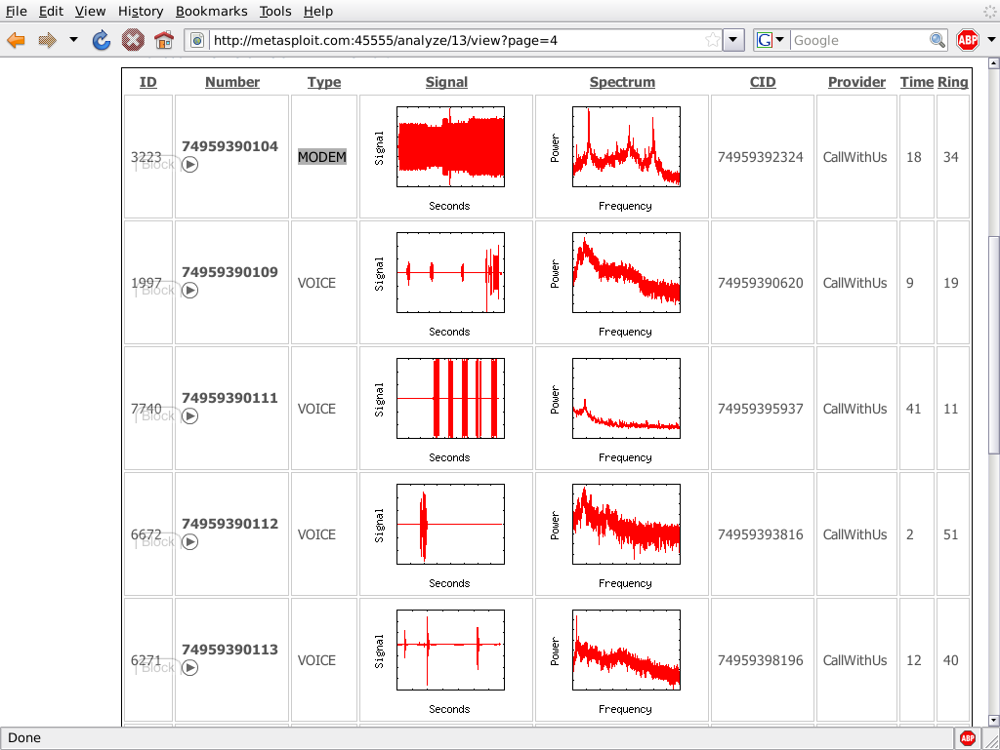 File Edit View History Bookmarks Tools Help
http://metasploit.com:45555/analyze/13/view?page=4 G Google ABP
ID Number Type Signal Spectrum CID Provider Time Ring
3223 | Block 74959390104 MODEM Signal Seconds Power Frequency 74959392324 CallWithUs 18 34
1997 | Block 74959390109 VOICE Signal Seconds Power Frequency 74959390620 CallWithUs 9 19
7740 | Block 74959390111 VOICE Signal Seconds Power Frequency 74959395937 CallWithUs 41 11
6672 | Block 74959390112 VOICE Signal Seconds Power Frequency 74959393816 CallWithUs 2 51
6271 | Block 74959390113 VOICE Signal Seconds Power Frequency 74959398196 CallWithUs 12 40
Done ABP